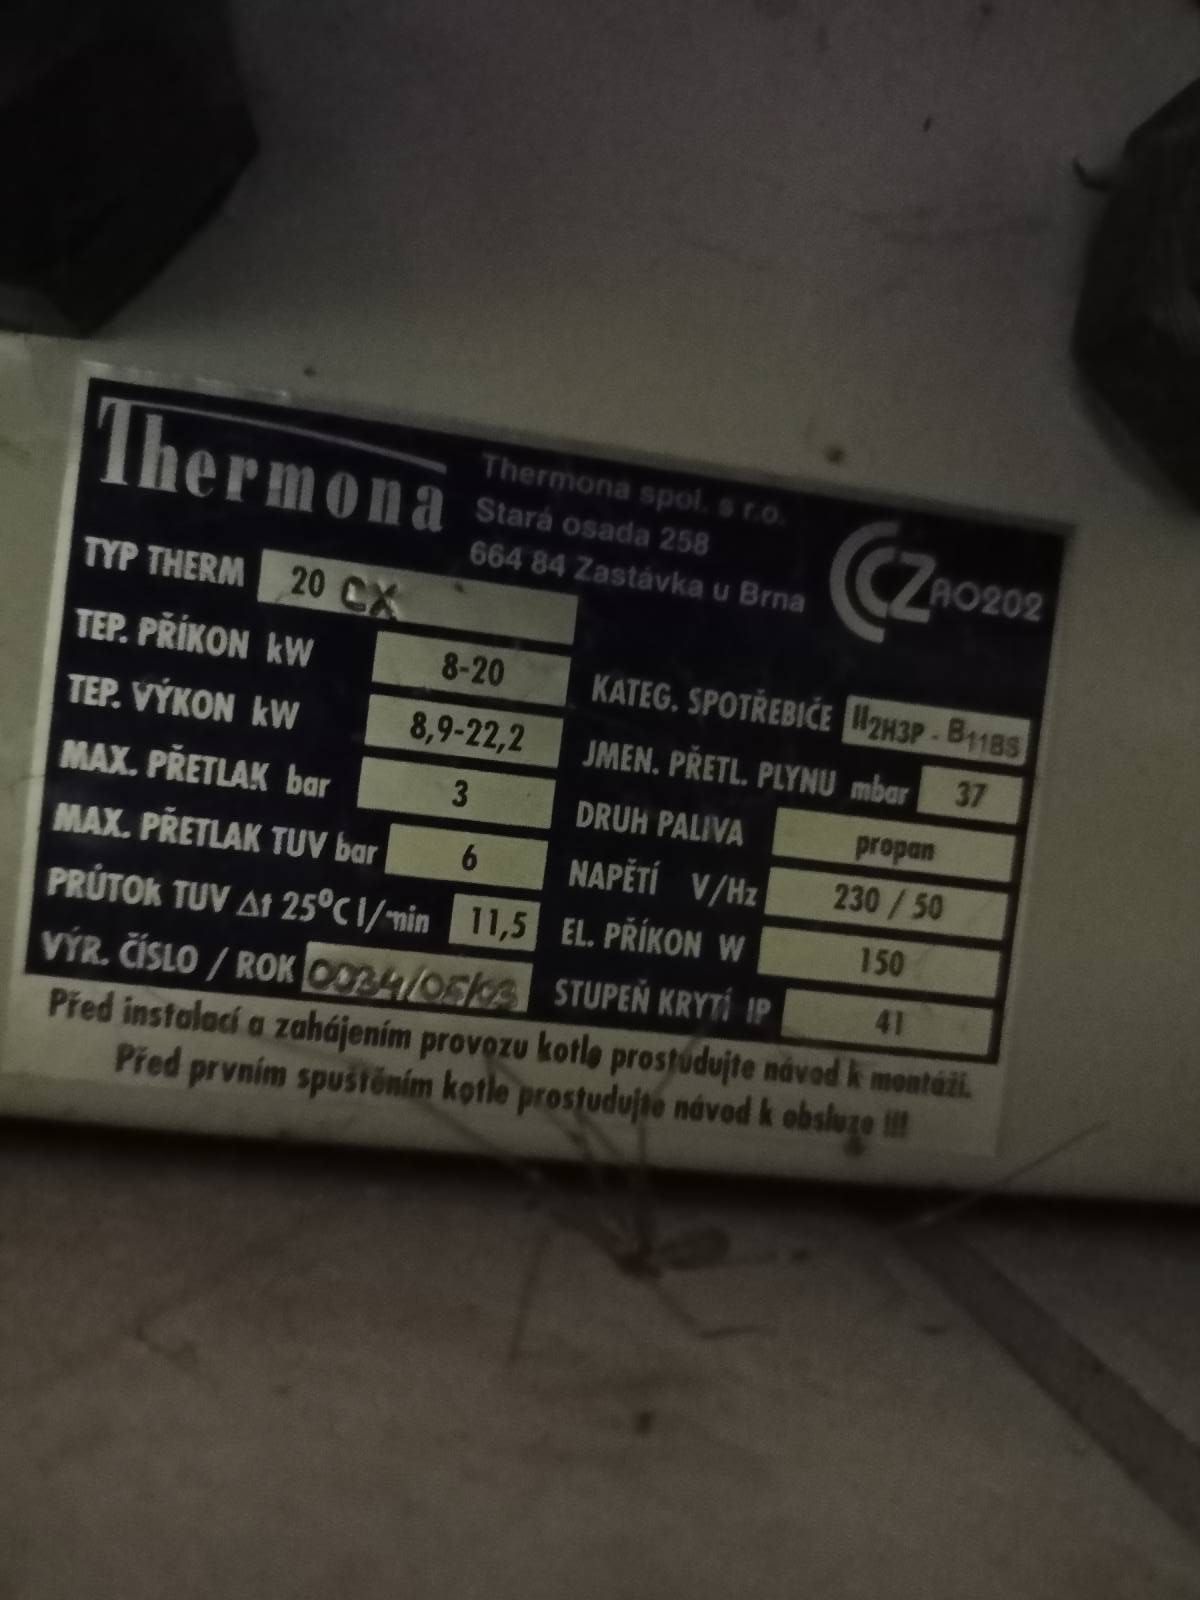 Thermona
Thermona spol. s r.o.
Stará osada 258
664 84 Zastávka u Brna
CCZ AO202
TYP THERM 20 CX
TEP. PŘÍKON kW 8-20
TEP. VÝKON kW 8,9-22,2
MAX. PŘETLAK bar 3
MAX. PŘETLAK TUV bar 6
PRŮTOk TUV Δt 25°C l/min 11,5
VÝR. ČÍSLO / ROK 0034/05/03
KATEG. SPOTŘEBIČE II2H3P - B11BS
JMEN. PŘETL. PLYNU mbar 37
DRUH PALIVA propan
NAPĚTÍ V/Hz 230 / 50
EL. PŘÍKON W 150
STUPEŇ KRYTÍ IP 41
Před instalací a zahájením provozu kotle prostudujte návod k montáži.
Před prvním spuštěním kotle prostudujte návod k obsluze !!!